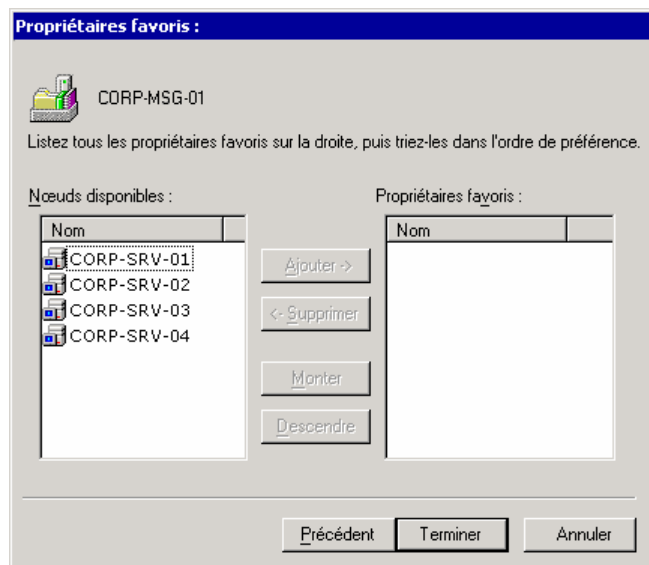 Propriétaires favoris :
CORP-MSG-01
Listez tous les propriétaires favoris sur la droite, puis triez-les dans l'ordre de préférence.
Nœuds disponibles :
Propriétaires favoris :
Nom
Nom
CORP-SRV-01
CORP-SRV-02
CORP-SRV-03
CORP-SRV-04
Ajouter ->
<- Supprimer
Monter
Descendre
Précédent
Terminer
Annuler